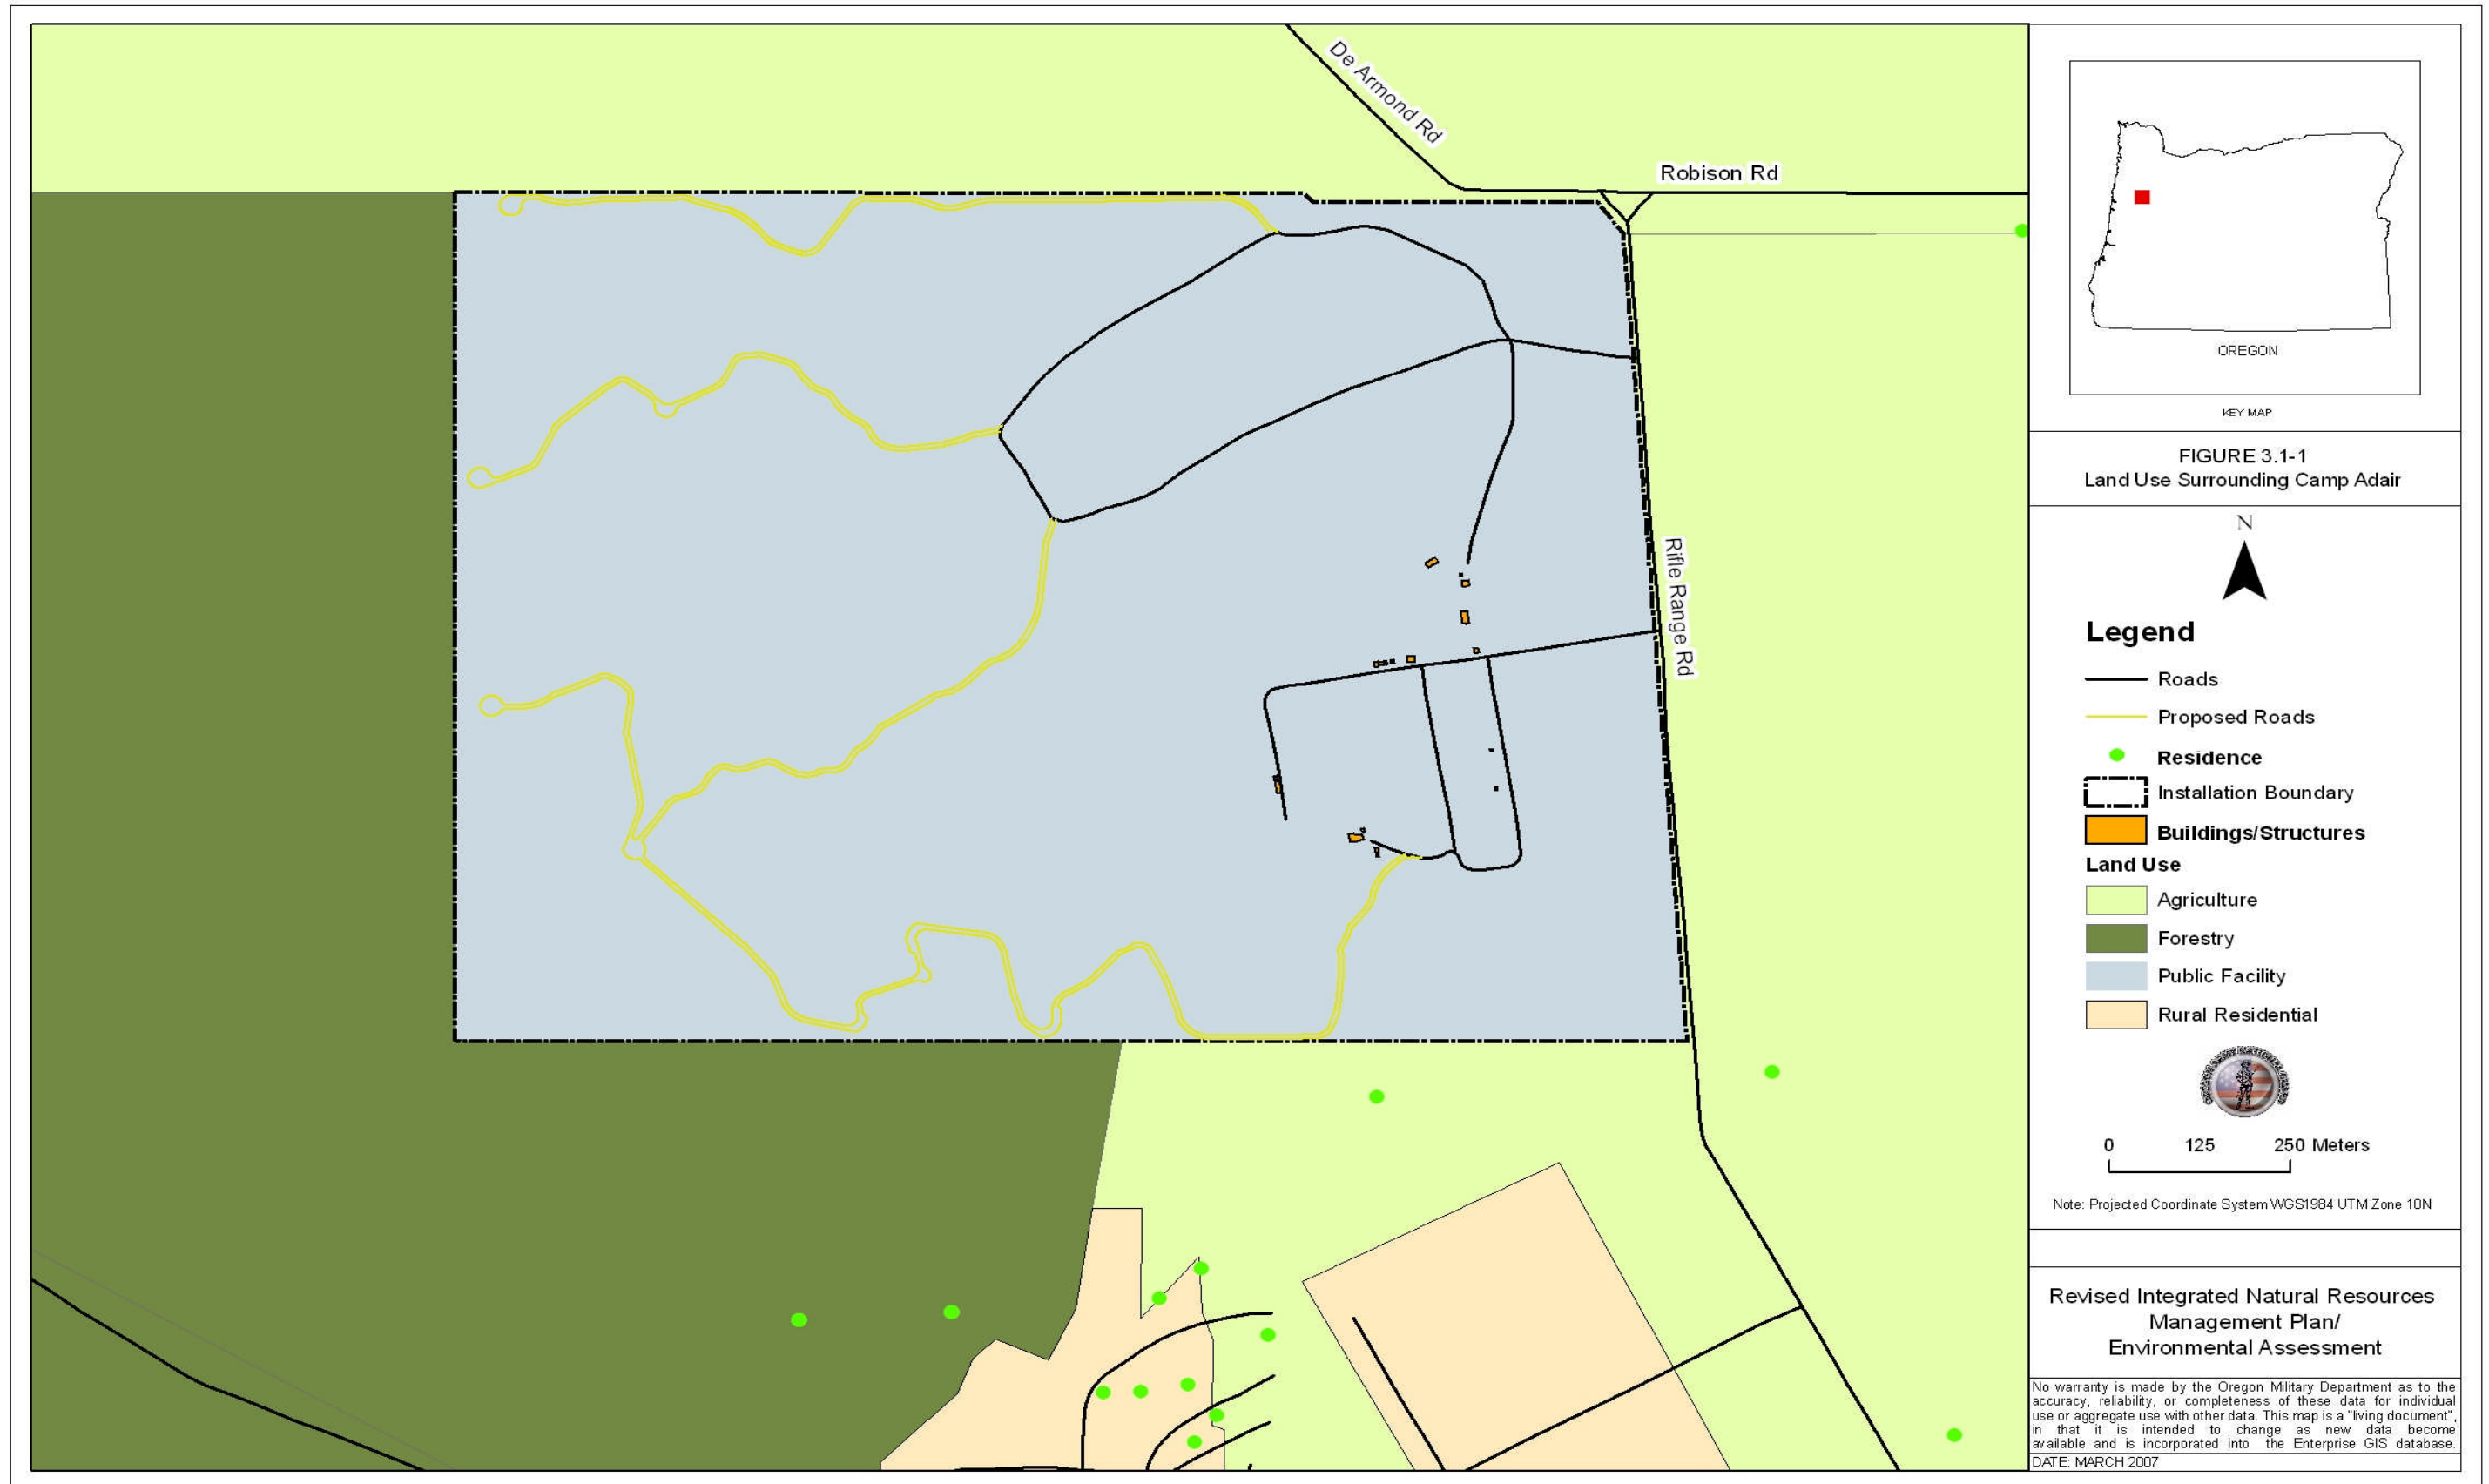 De Armond Rd
Robison Rd
Rifle Range Rd
OREGON
KEY MAP
FIGURE 3.1-1
Land Use Surrounding Camp Adair
N
Legend
Roads
Proposed Roads
Residence
Installation Boundary
Buildings/Structures
Land Use
Agriculture
Forestry
Public Facility
Rural Residential
0 125 250 Meters
Note: Projected Coordinate System WGS1984 UTM Zone 10N
Revised Integrated Natural Resources
Management Plan/
Environmental Assessment
No warranty is made by the Oregon Military Department as to the
accuracy, reliability, or completeness of these data for individual
use or aggregate use with other data. This map is a "living document",
in that it is intended to change as new data become
available and is incorporated into the Enterprise GIS database.
DATE: MARCH 2007